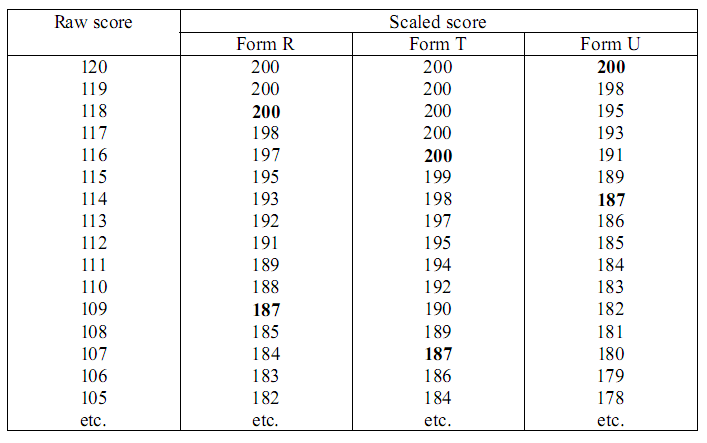 Raw score Scaled score
Form R Form T Form U
120 200 200 200
119 200 200 198
118 200 200 195
117 198 200 193
116 197 200 191
115 195 199 189
114 193 198 187
113 192 197 186
112 191 195 185
111 189 194 184
110 188 192 183
109 187 190 182
108 185 189 181
107 184 187 180
106 183 186 179
105 182 184 178
etc. etc. etc. etc.